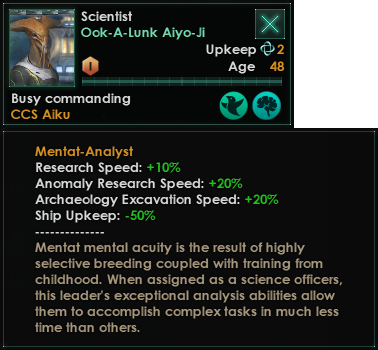 Scientist
Ook-A-Lunk Aiyo-Ji
Upkeep 2
I
Age 48
Busy commanding
CCS Aiku
Mentat-Analyst
Research Speed: +10%
Anomaly Research Speed: +20%
Archaeology Excavation Speed: +20%
Ship Upkeep: -50%
--------------
Mentat mental acuity is the result of highly
selective breeding coupled with training from
childhood. When assigned as a science officers,
this leader's exceptional analysis abilities allow
them to accomplish complex tasks in much less
time than others.